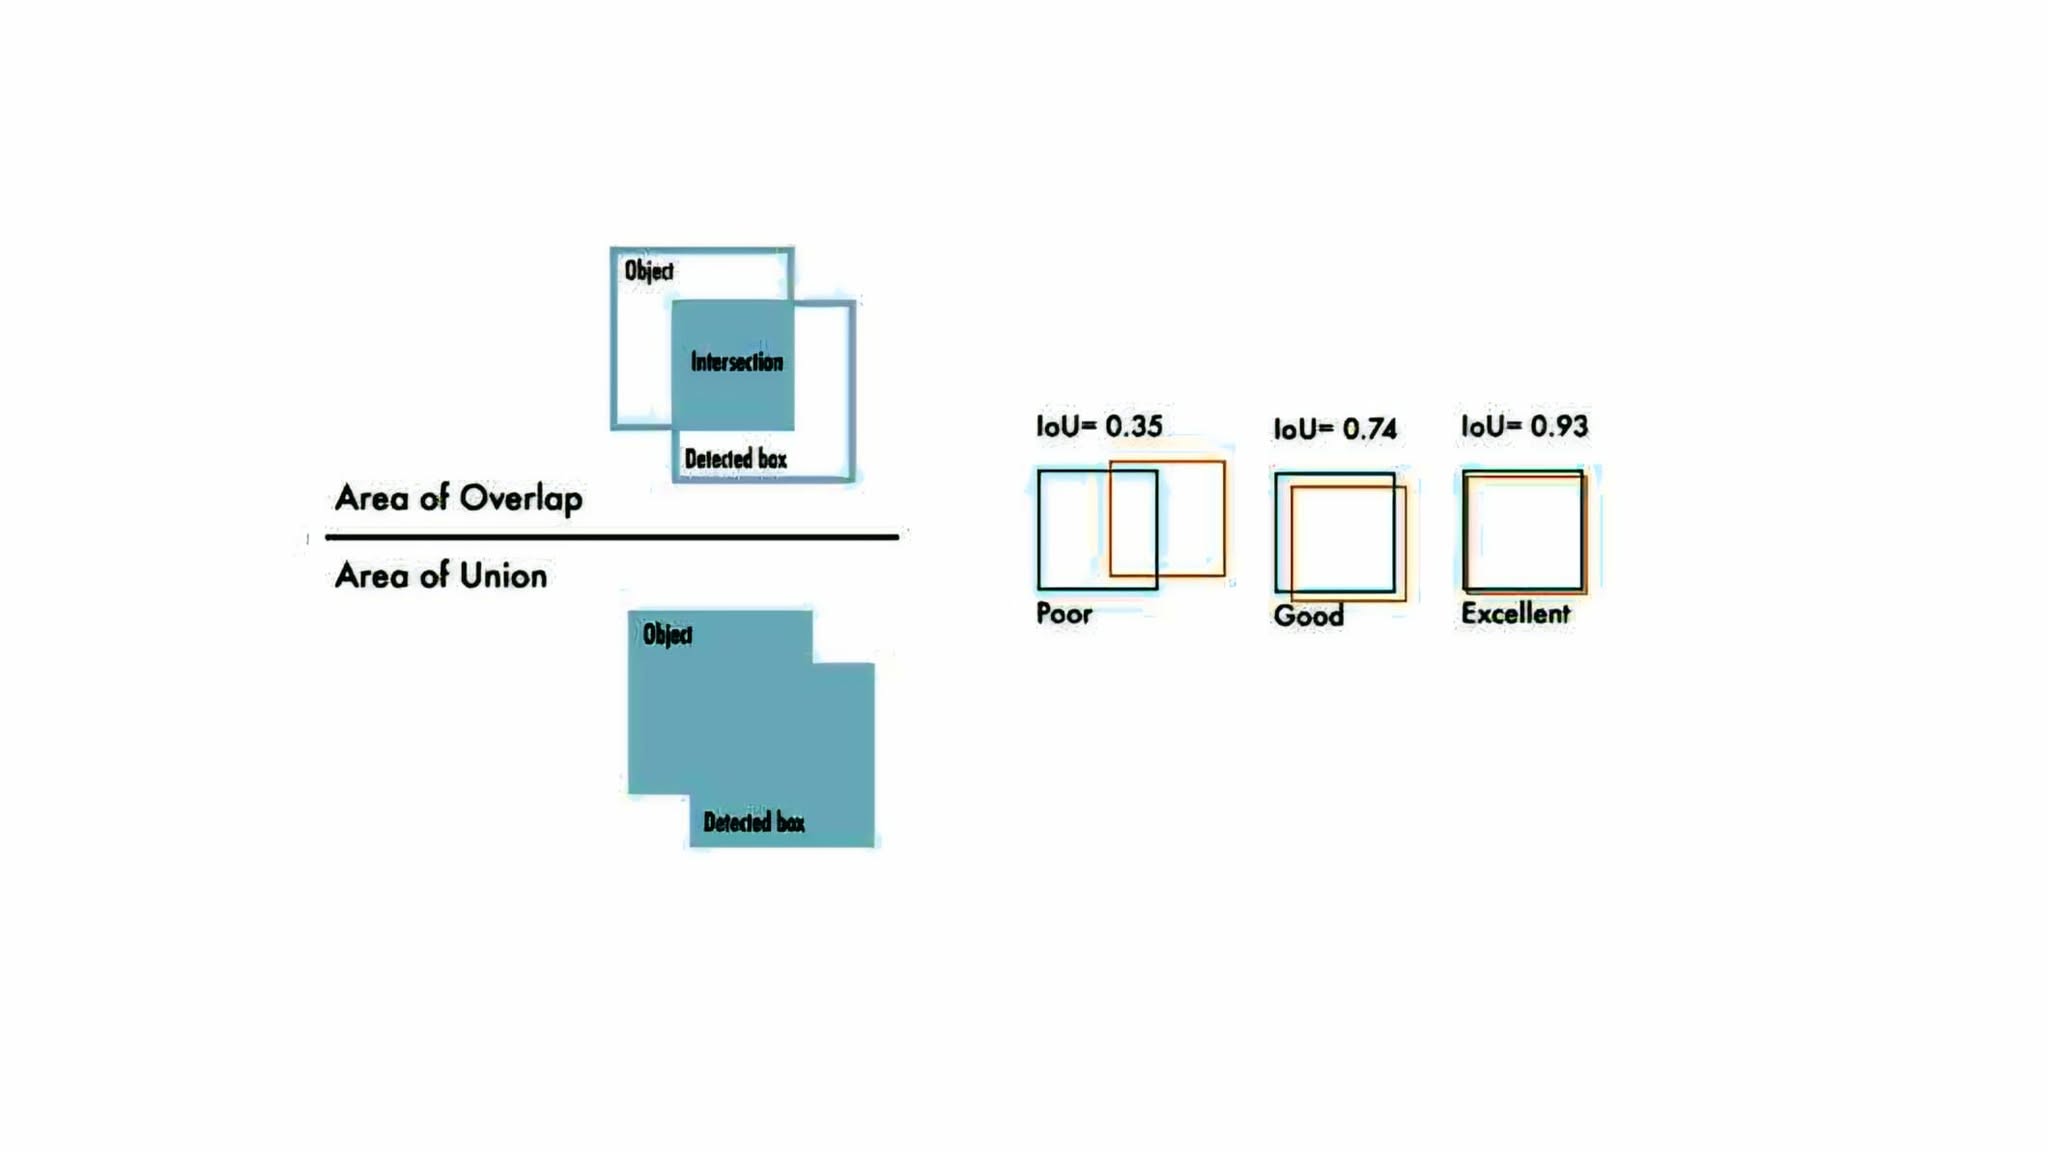 Object
Intersection
Detected box
Area of Overlap
Area of Union
Object
Detected box
IoU= 0.35
Poor
IoU= 0.74
Good
IoU= 0.93
Excellent